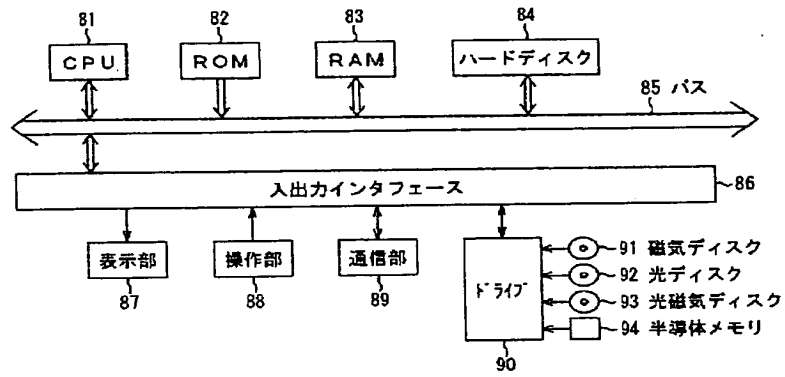 81
82
83
84
CPU
ROM
RAM
ハードディスク
85 バス
入出力インタフェース
86
表示部
操作部
通信部
ドライブ
87
88
89
90
91 磁気ディスク
92 光ディスク
93 光磁気ディスク
94 半導体メモリ